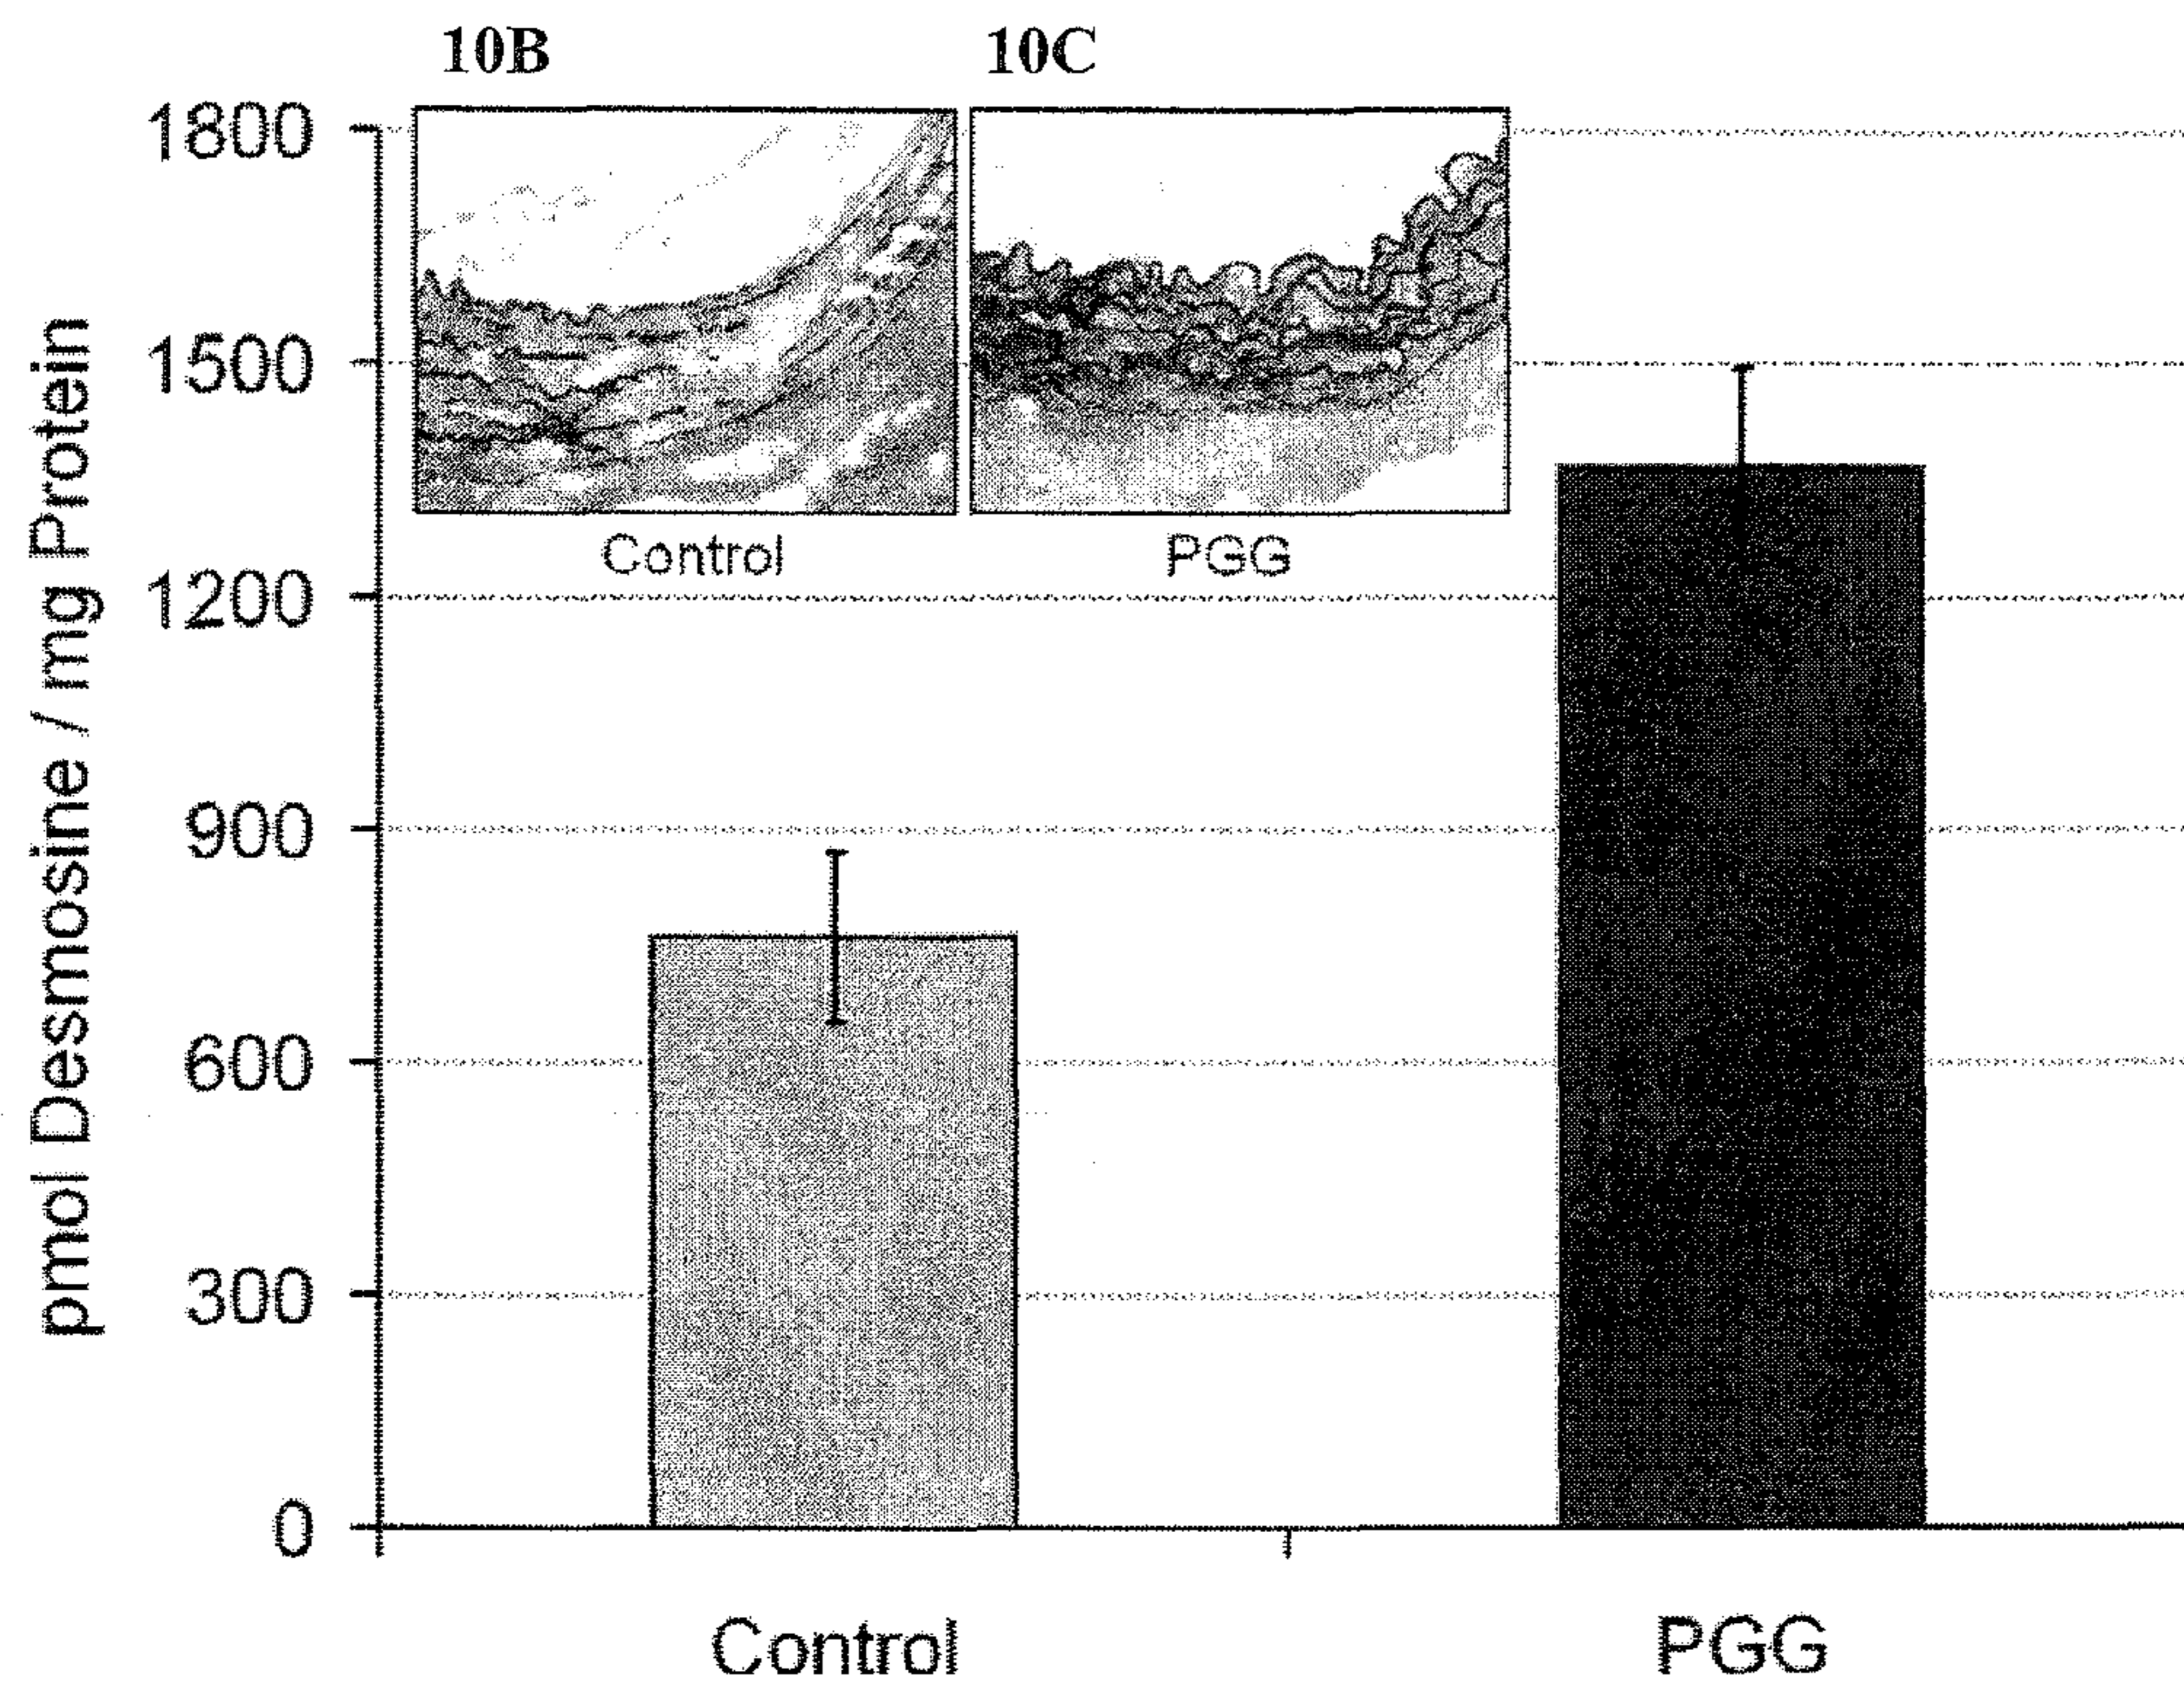 10B 10C
1800
1500
1200
900
600
300
0
pmol Desmosine / mg Protein
Control PGG
Control PGG